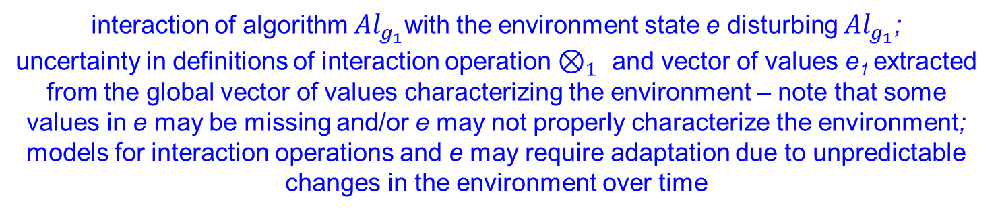 interaction of algorithm Al_{g_1} with the environment state e disturbing Al_{g_1};
uncertainty in definitions of interaction operation ⊗_1 and vector of values e_1 extracted
from the global vector of values characterizing the environment – note that some
values in e may be missing and/or e may not properly characterize the environment;
models for interaction operations and e may require adaptation due to unpredictable
changes in the environment over time